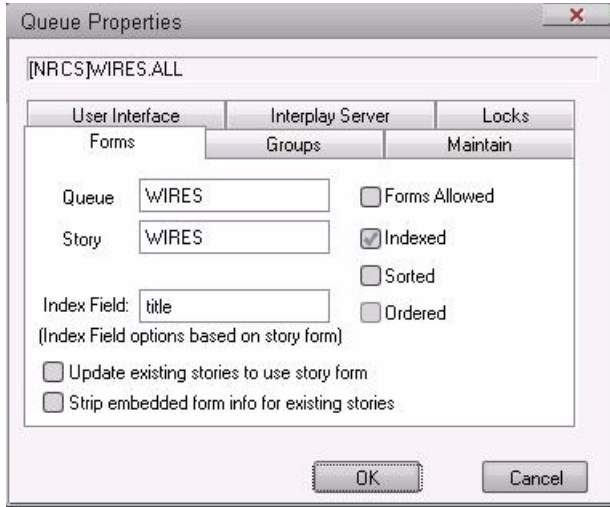 Queue Properties
[NRCS]WIRES.ALL
User Interface Interplay Server Locks
Forms Groups Maintain
Queue WIRES Forms Allowed
Story WIRES Indexed
Sorted
Index Field: title Ordered
(Index Field options based on story form)
Update existing stories to use story form
Strip embedded form info for existing stories
OK Cancel